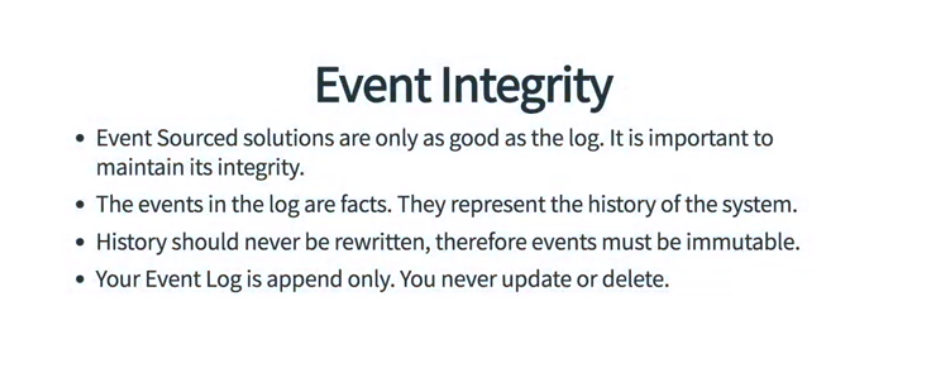 Event Integrity
• Event Sourced solutions are only as good as the log. It is important to
maintain its integrity.
• The events in the log are facts. They represent the history of the system.
• History should never be rewritten, therefore events must be immutable.
• Your Event Log is append only. You never update or delete.